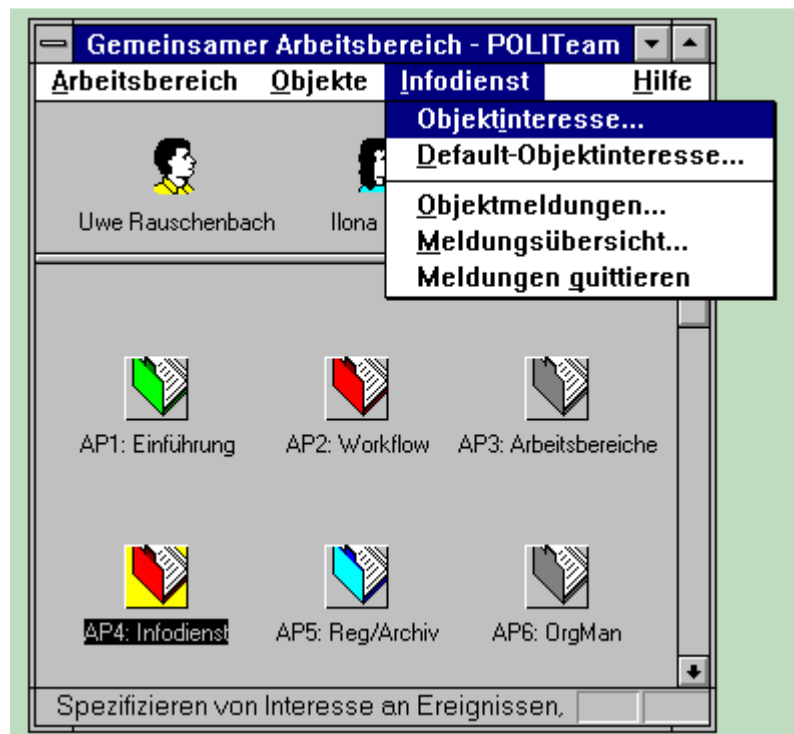 Gemeinsamer Arbeitsbereich - POLITeam
Arbeitsbereich Objekte Infodienst Hilfe
Objektinteresse...
Default-Objektinteresse...
Objektmeldungen...
Meldungsübersicht...
Meldungen quittieren
Uwe Rauschenbach Ilona
AP1: Einführung AP2: Workflow AP3: Arbeitsbereiche
AP4: Infodienst AP5: Reg/Archiv AP6: OrgMan
Spezifizieren von Interesse an Ereignissen,